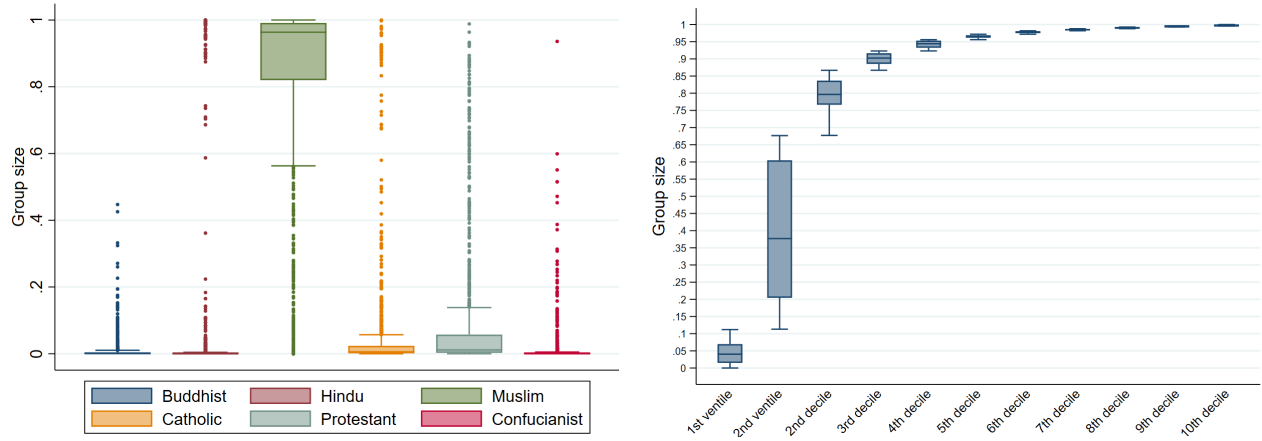 Group size
1
.8
.6
.4
.2
0
Buddhist Hindu Muslim
Catholic Protestant Confucianist
Group size
1
.95
.9
.85
.8
.75
.7
.65
.6
.55
.5
.45
.4
.35
.3
.25
.2
.15
.1
.05
0
1st ventile
2nd ventile
2nd decile
3rd decile
4th decile
5th decile
6th decile
7th decile
8th decile
9th decile
10th decile